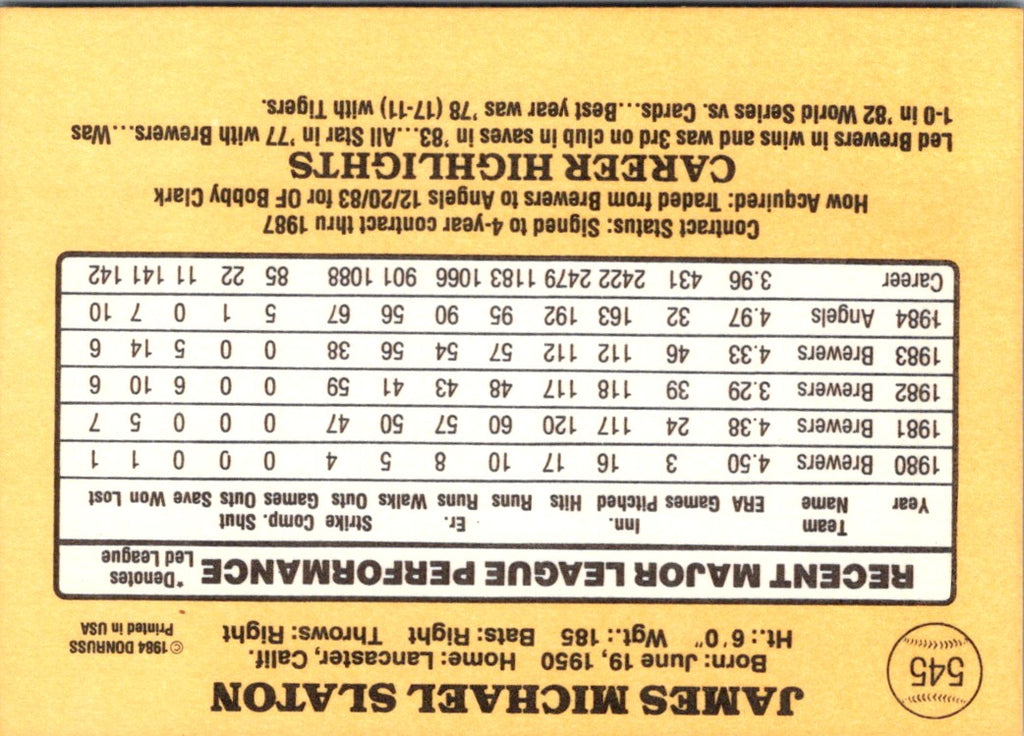 545
JAMES MICHAEL SLATON
Born: June 19, 1950 Home: Lancaster, Calif.
Ht.: 6'0" Wgt.: 185 Bats: Right Throws: Right
© 1984 DONRUSS
Printed in USA
RECENT MAJOR LEAGUE PERFORMANCE *Denotes Led League
Year Team Name ERA Games Inn. Pitched Hits Runs Er. Runs Walks Strike Outs Comp. Games Shut Outs Save Won Lost
1980 Brewers 4.50 3 16 17 10 8 5 4 0 0 0 1 1
1981 Brewers 4.38 24 117 120 60 57 50 47 0 0 0 5 7
1982 Brewers 3.29 39 118 117 48 43 41 59 0 0 6 10 6
1983 Brewers 4.33 46 112 112 57 54 56 38 0 0 5 14 6
1984 Angels 4.97 32 163 192 95 90 56 67 5 1 0 7 10
Career 3.96 431 2422 2479 1183 1066 901 1088 85 22 11 141 142
Contract Status: Signed to 4-year contract thru 1987
How Acquired: Traded from Brewers to Angels 12/20/83 for OF Bobby Clark
CAREER HIGHLIGHTS
Led Brewers in wins and was 3rd on club in saves in '83...All Star in '77 with Brewers...Was
1-0 in '82 World Series vs. Cards...Best year was '78 (17-11) with Tigers.